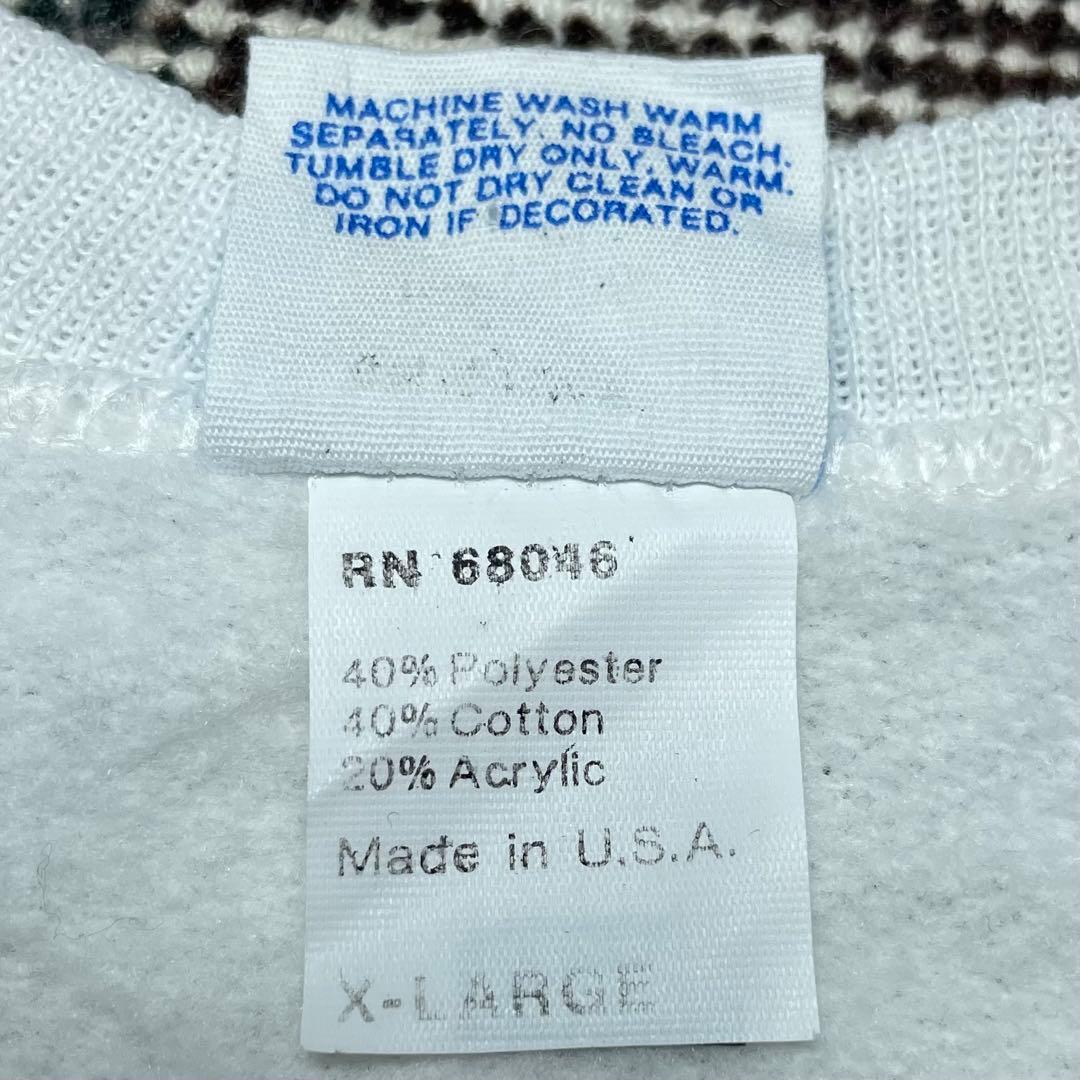 MACHINE WASH WARM
SEPARATELY. NO BLEACH.
TUMBLE DRY ONLY, WARM.
DO NOT DRY CLEAN OR
IRON IF DECORATED.
RN 68046
40% Polyester
40% Cotton
20% Acrylic
Made in U.S.A.
X-LARGE